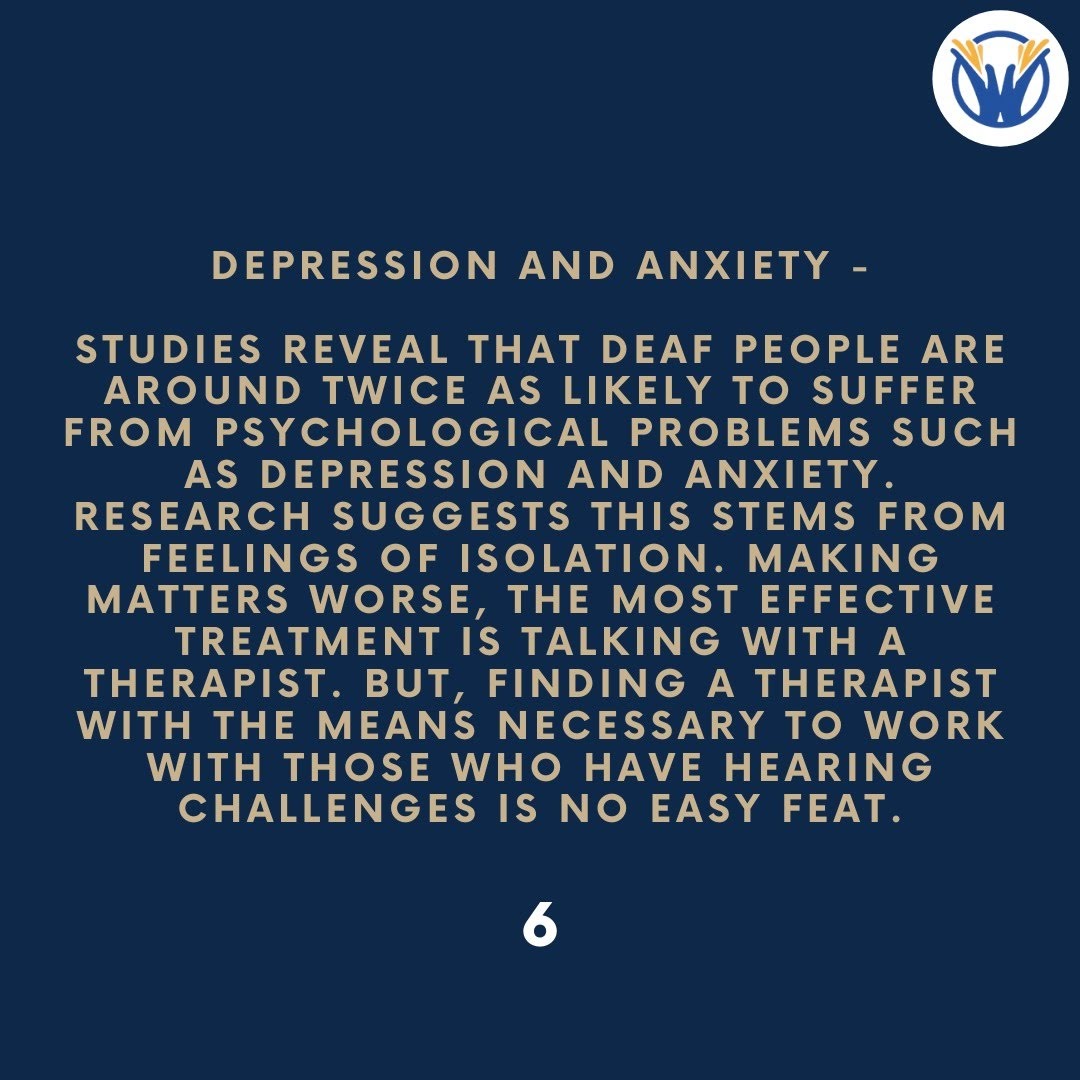 DEPRESSION AND ANXIETY -
STUDIES REVEAL THAT DEAF PEOPLE ARE
AROUND TWICE AS LIKELY TO SUFFER
FROM PSYCHOLOGICAL PROBLEMS SUCH
AS DEPRESSION AND ANXIETY.
RESEARCH SUGGESTS THIS STEMS FROM
FEELINGS OF ISOLATION. MAKING
MATTERS WORSE, THE MOST EFFECTIVE
TREATMENT IS TALKING WITH A
THERAPIST. BUT, FINDING A THERAPIST
WITH THE MEANS NECESSARY TO WORK
WITH THOSE WHO HAVE HEARING
CHALLENGES IS NO EASY FEAT.
6